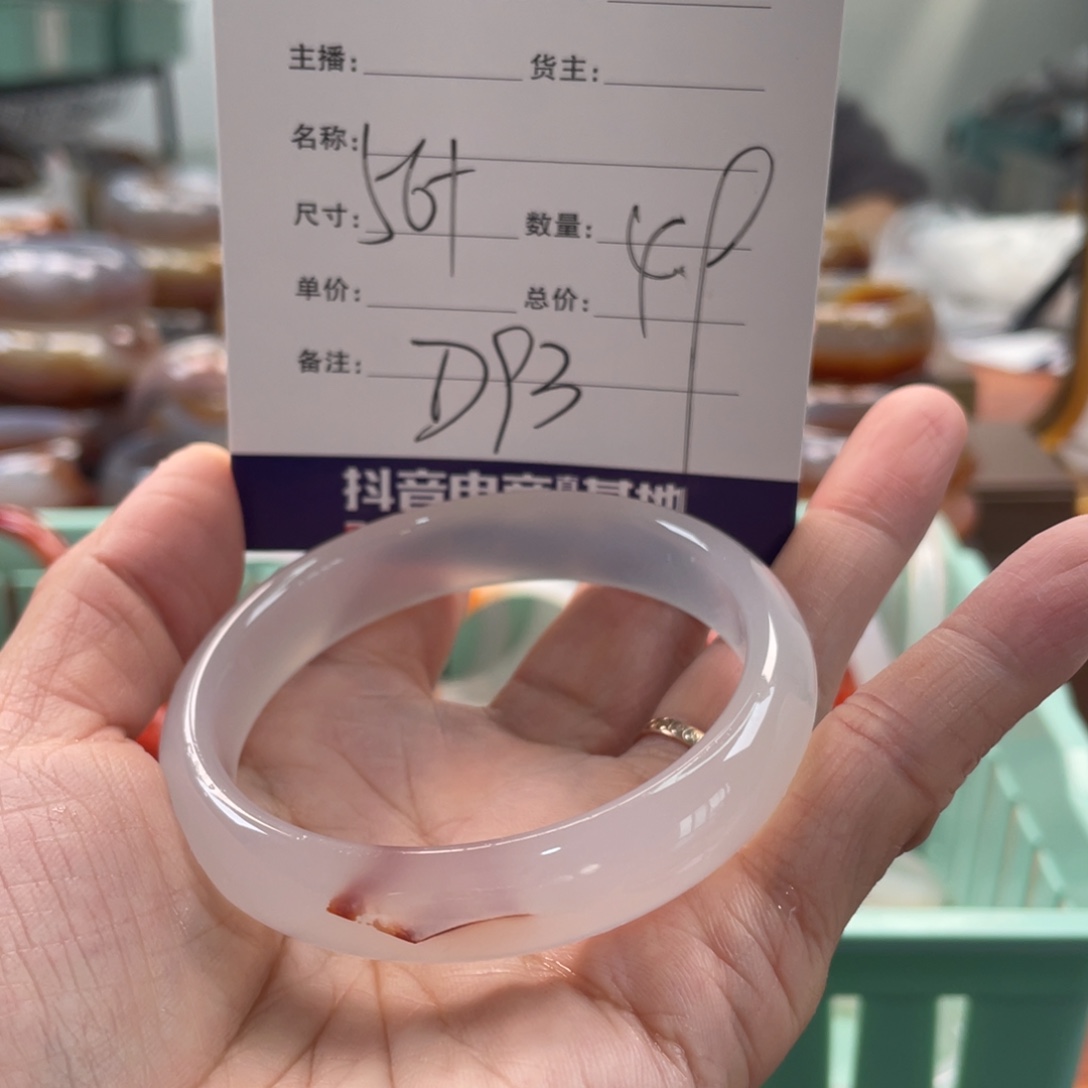 主播： 货主：
名称：
尺寸：56+ 数量：
单价： 总价：
备注：DP3
抖音电商直 基地